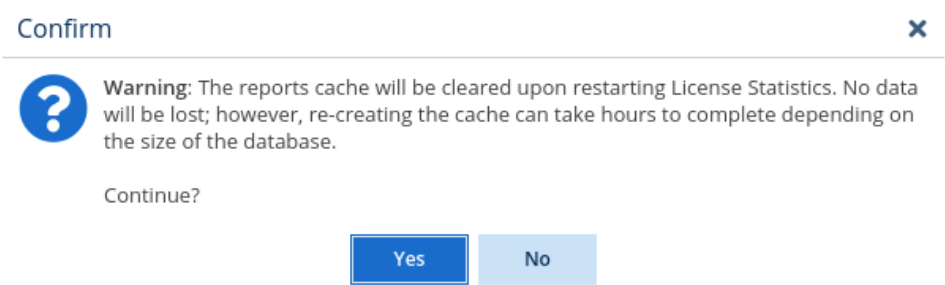 Confirm
Warning: The reports cache will be cleared upon restarting License Statistics. No data
will be lost; however, re-creating the cache can take hours to complete depending on
the size of the database.
Continue?
Yes
No